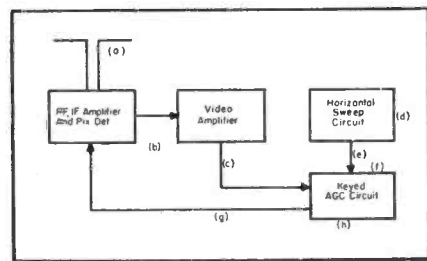 (a)
RF, IF Amplifier
And Pix Det
(b)
Video
Amplifier
(c)
Horizontal
Sweep
Circuit
(d)
(e)
(f)
Keyed
AGC Circuit
(g)
(h)